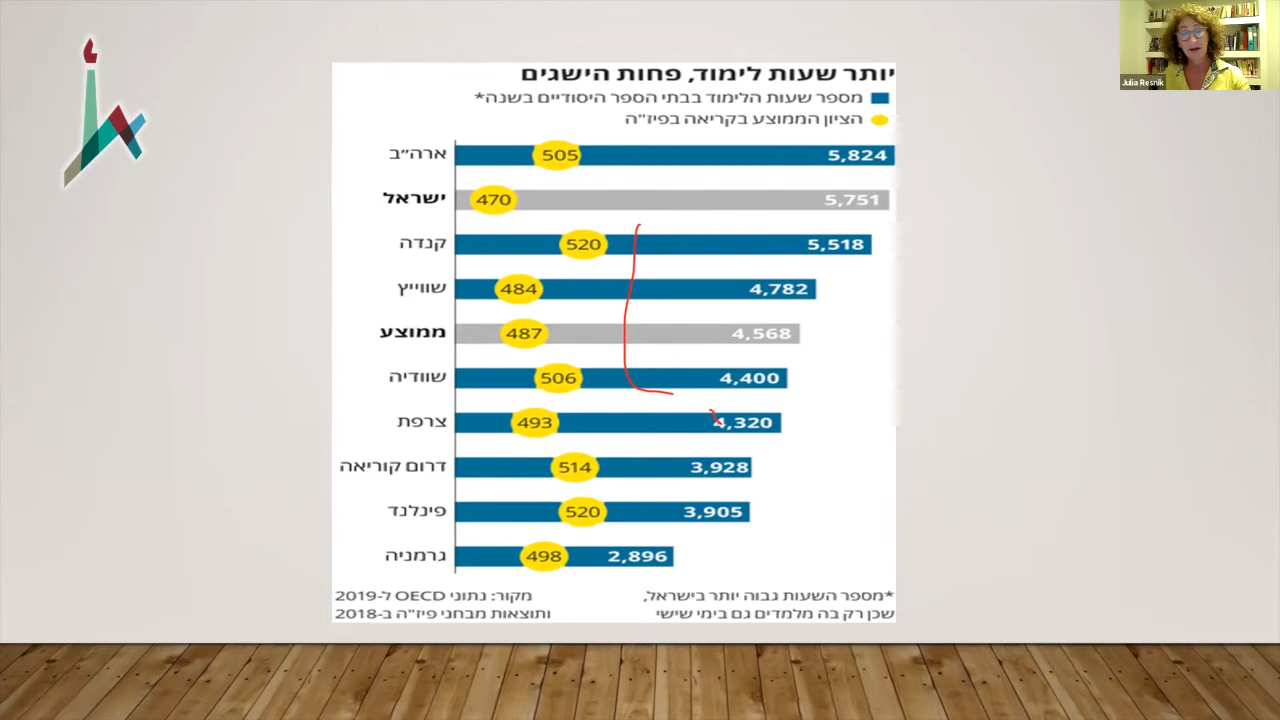 יותר שעות לימוד, פחות הישגים
מספר שעות הלימוד בבתי הספר היסודיים בשנה*
הציון הממוצע בקריאה בפיז"ה
ארה״ב 505 5,824
ישראל 470 5,751
קנדה 520 5,518
שווייץ 484 4,782
ממוצע 487 4,568
שוודיה 506 4,400
צרפת 493 4,320
דרום קוריאה 514 3,928
פינלנד 520 3,905
גרמניה 498 2,896
*מספר השעות גבוה יותר בישראל,
שכן רק בה מלמדים גם בימי שישי
מקור: נתוני OECD ל-2019
ותוצאות מבחני פיז"ה ב-2018
Julia Resnik